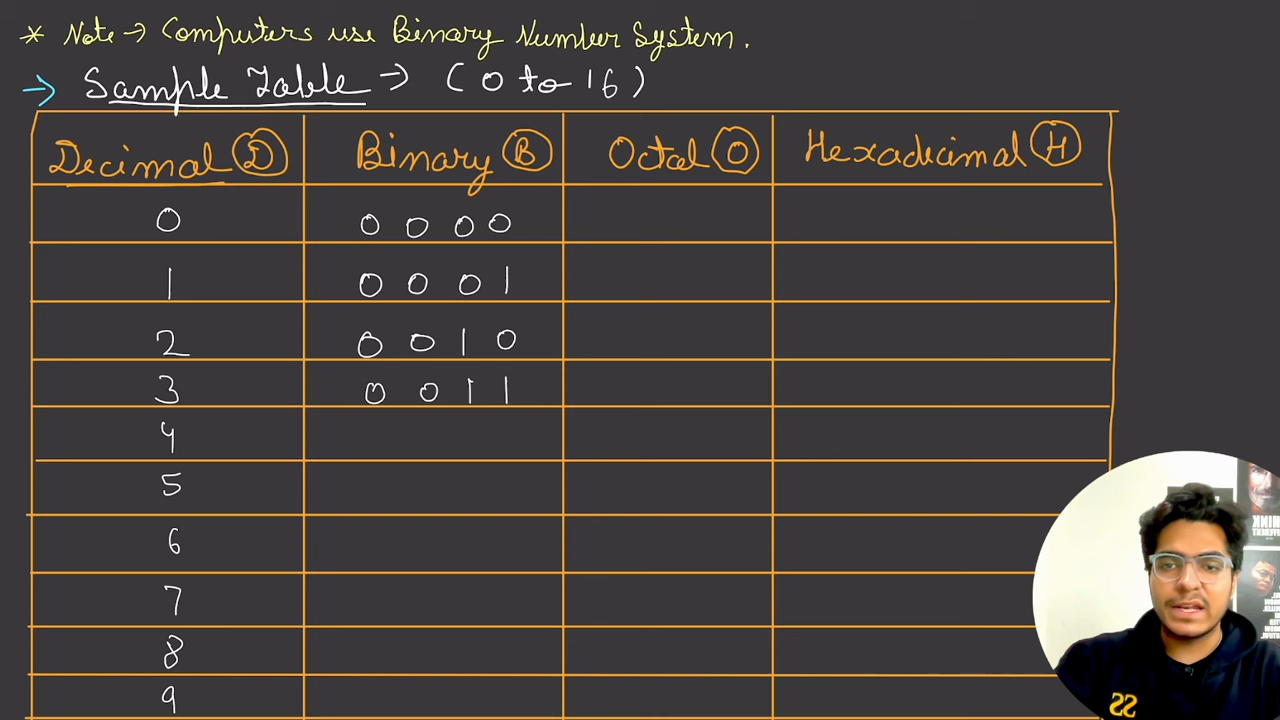 * Note → Computers use Binary Number System.
→ Sample Table → (0 to 16)
Decimal D Binary B Octal O Hexadecimal H
0 0 0 0 0
1 0 0 0 1
2 0 0 1 0
3 0 0 1 1
4
5
6
7
8
9